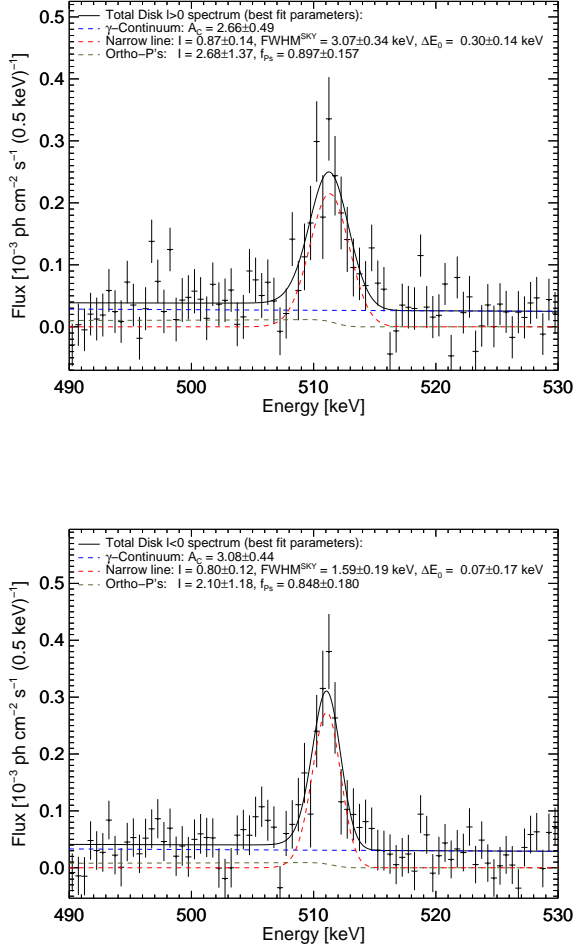 Total Disk l>0 spectrum (best fit parameters):
γ−Continuum: A_C = 2.66±0.49
Narrow line: I = 0.87±0.14, FWHM^SKY = 3.07±0.34 keV, ΔE_0 = 0.30±0.14 keV
Ortho−P's: I = 2.68±1.37, f_Ps = 0.897±0.157
0.5
0.4
0.3
0.2
0.1
0.0
Flux [10^−3 ph cm^−2 s^−1 (0.5 keV)^−1]
490 500 510 520 530
Energy [keV]
Total Disk l<0 spectrum (best fit parameters):
γ−Continuum: A_C = 3.08±0.44
Narrow line: I = 0.80±0.12, FWHM^SKY = 1.59±0.19 keV, ΔE_0 = 0.07±0.17 keV
Ortho−P's: I = 2.10±1.18, f_Ps = 0.848±0.180
0.5
0.4
0.3
0.2
0.1
0.0
Flux [10^−3 ph cm^−2 s^−1 (0.5 keV)^−1]
490 500 510 520 530
Energy [keV]